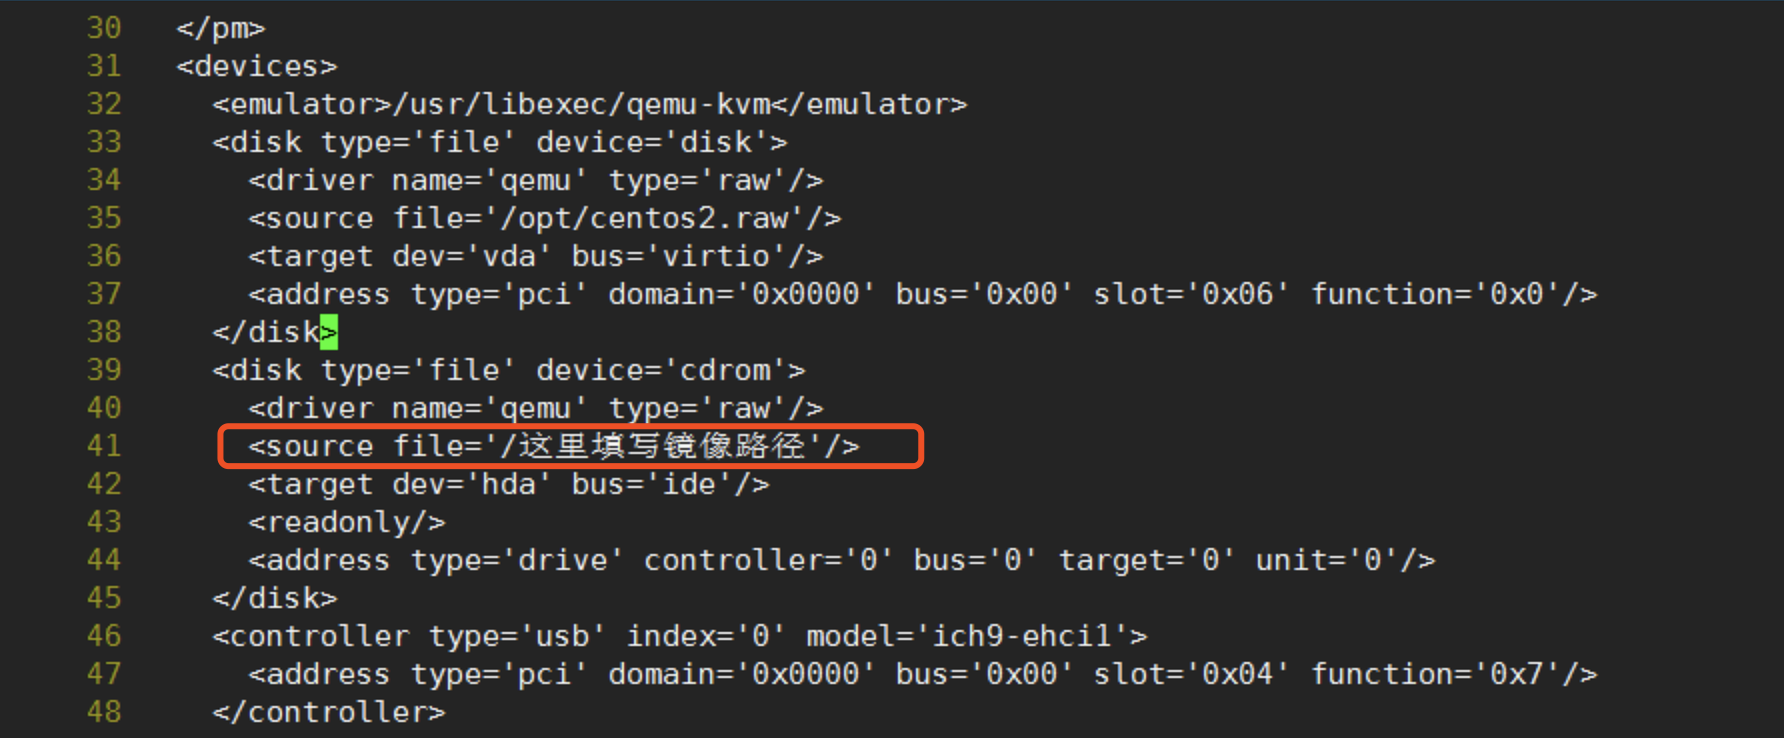 30   </pm>
31   <devices>
32     <emulator>/usr/libexec/qemu-kvm</emulator>
33     <disk type='file' device='disk'>
34       <driver name='qemu' type='raw'/>
35       <source file='/opt/centos2.raw'/>
36       <target dev='vda' bus='virtio'/>
37       <address type='pci' domain='0x0000' bus='0x00' slot='0x06' function='0x0'/>
38     </disk>
39     <disk type='file' device='cdrom'>
40       <driver name='qemu' type='raw'/>
41       <source file='/这里填写镜像路径'/>
42       <target dev='hda' bus='ide'/>
43       <readonly/>
44       <address type='drive' controller='0' bus='0' target='0' unit='0'/>
45     </disk>
46     <controller type='usb' index='0' model='ich9-ehci1'>
47       <address type='pci' domain='0x0000' bus='0x00' slot='0x04' function='0x7'/>
48     </controller>